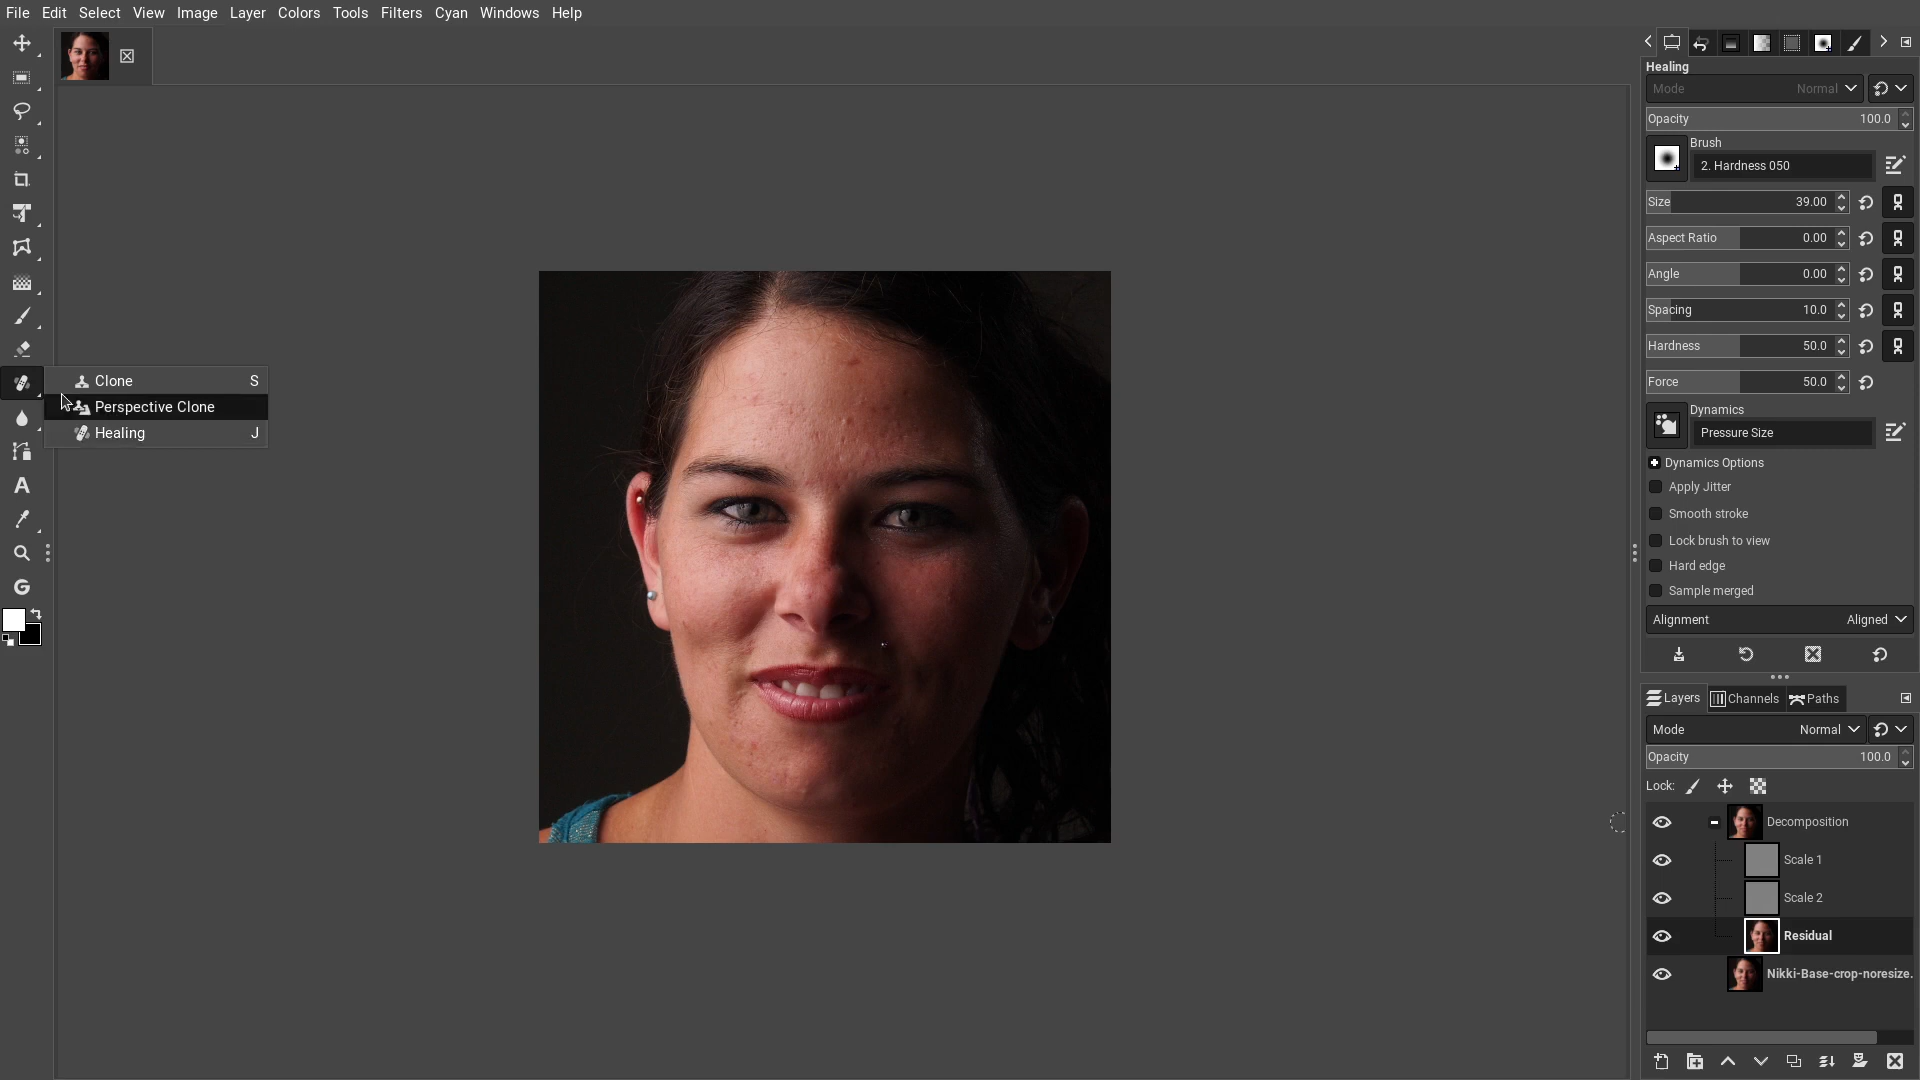 File Edit Select View Image Layer Colors Tools Filters Cyan Windows Help
Healing
Mode Normal
Opacity 100.0
Brush
2. Hardness 050
Size 39.00
Aspect Ratio 0.00
Angle 0.00
Spacing 10.0
Hardness 50.0
Force 50.0
Dynamics
Pressure Size
Dynamics Options
Apply Jitter
Smooth stroke
Lock brush to view
Hard edge
Sample merged
Alignment Aligned
Clone S
Perspective Clone
Healing J
Layers Channels Paths
Mode Normal
Opacity 100.0
Lock:
Decomposition
Scale 1
Scale 2
Residual
Nikki-Base-crop-noresize.